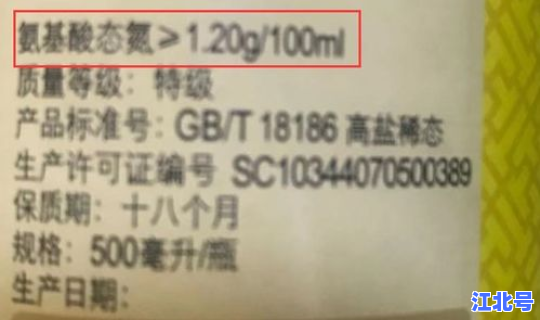 氨基酸态氮≥1.20g/100ml
质量等级：特级
产品标准号：GB/T 18186 高盐稀态
生产许可证编号 SC10344070500389
保质期：十八个月
规格：500毫升/瓶
生产日期：
江北号